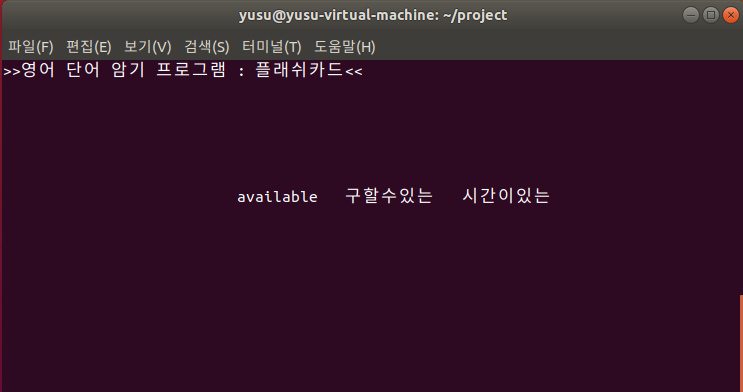 yusu@yusu-virtual-machine: ~/project
파일(F) 편집(E) 보기(V) 검색(S) 터미널(T) 도움말(H)
>>영어 단어 암기 프로그램 : 플래쉬카드<<
available 구할수있는 시간이있는